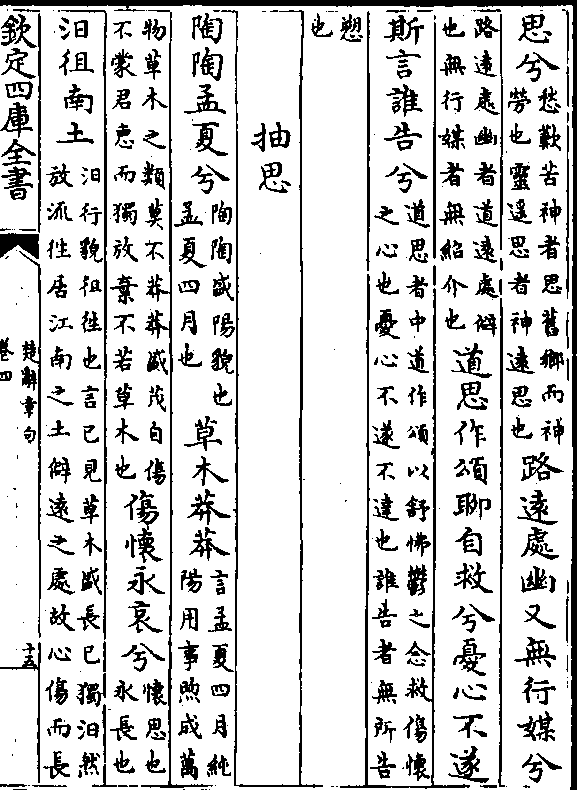 思兮愁歎苦神者思舊鄉而神勞也靈遥思者神遠思也路遠處幽又無行媒兮
路遠處幽者道遠處僻也無行媒者無紹介也道思作頌聊自救兮憂心不遂
斯言誰告兮道思者中道作頌以舒怫鬱之念救傷懷之心也憂心不遂不達也誰告者無所告
愬也
抽思
陶陶孟夏兮陶陶盛陽貌也孟夏四月也草木莽莽言孟夏四月純陽用事煦成萬
物草木之類莫不莽莽盛茂自傷不蒙君惠而獨放棄不若草木也傷懷永哀兮懷思也永長也
汩徂南土汩行貌徂往也言已見草木盛長已獨汩然放流往居江南之土僻遠之處故心傷而長
欽定四庫全書
楚辭章句
卷四
十五